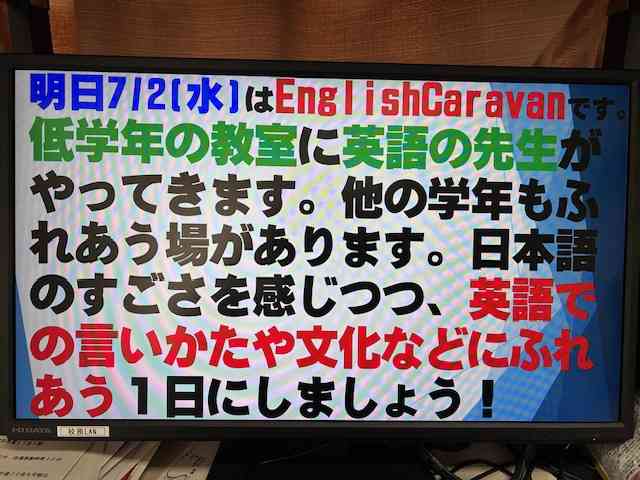 明日7/2(水)はEnglishCaravanです。
低学年の教室に英語の先生が
やってきます。他の学年もふ
れあう場があります。日本語
のすごさを感じつつ、英語で
の言いかたや文化などにふれ
あう１日にしましょう！
I-O DATA
校務LAN